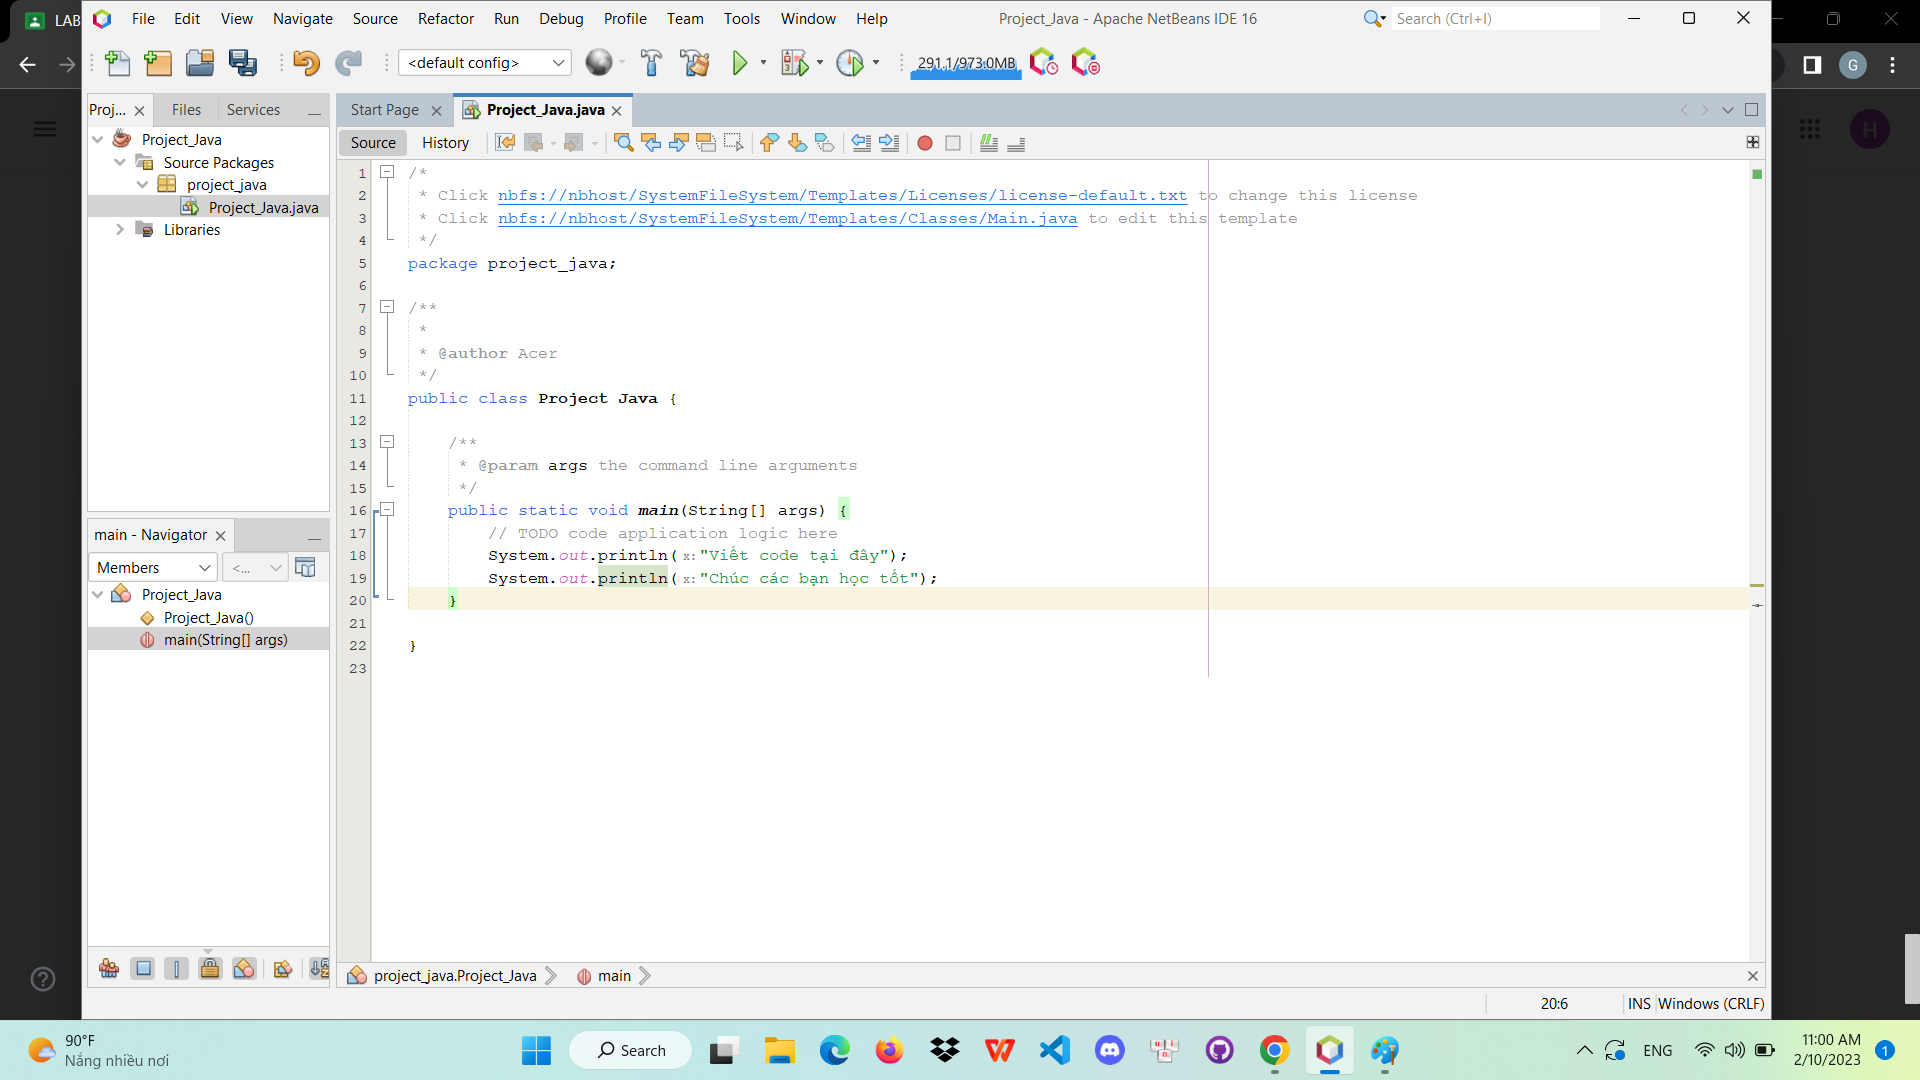 LAB
File Edit View Navigate Source Refactor Run Debug Profile Team Tools Window Help Project_Java - Apache NetBeans IDE 16 Search (Ctrl+I)
<default config> 291.1/973.0MB
G
Proj... Files Services
Start Page Project_Java.java
H
Source History
Project_Java
Source Packages
project_java
Project_Java.java
Libraries
1 /*
2 * Click nbfs://nbhost/SystemFileSystem/Templates/Licenses/license-default.txt to change this license
3 * Click nbfs://nbhost/SystemFileSystem/Templates/Classes/Main.java to edit this template
4 */
5 package project_java;
6
7 /**
8 *
9 * @author Acer
10 */
11 public class Project_Java {
12
13 /**
14 * @param args the command line arguments
15 */
16 public static void main(String[] args) {
17 // TODO code application logic here
18 System.out.println(x:"Viết code tại đây");
19 System.out.println(x:"Chúc các bạn học tốt");
20 }
21
22 }
23
main - Navigator
Members <...
Project_Java
Project_Java()
main(String[] args)
project_java.Project_Java main
20:6 INS Windows (CRLF)
90°F
Nắng nhiều nơi
Search
ENG
11:00 AM
2/10/2023
1